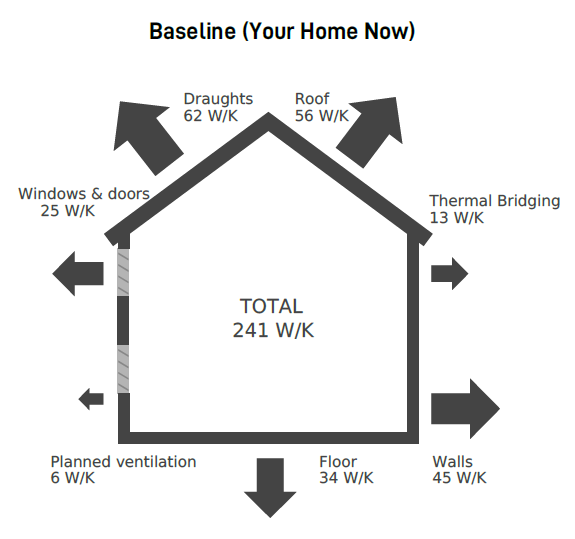 Baseline (Your Home Now)
Draughts
62 W/K
Roof
56 W/K
Windows & doors
25 W/K
Thermal Bridging
13 W/K
TOTAL
241 W/K
Planned ventilation
6 W/K
Floor
34 W/K
Walls
45 W/K